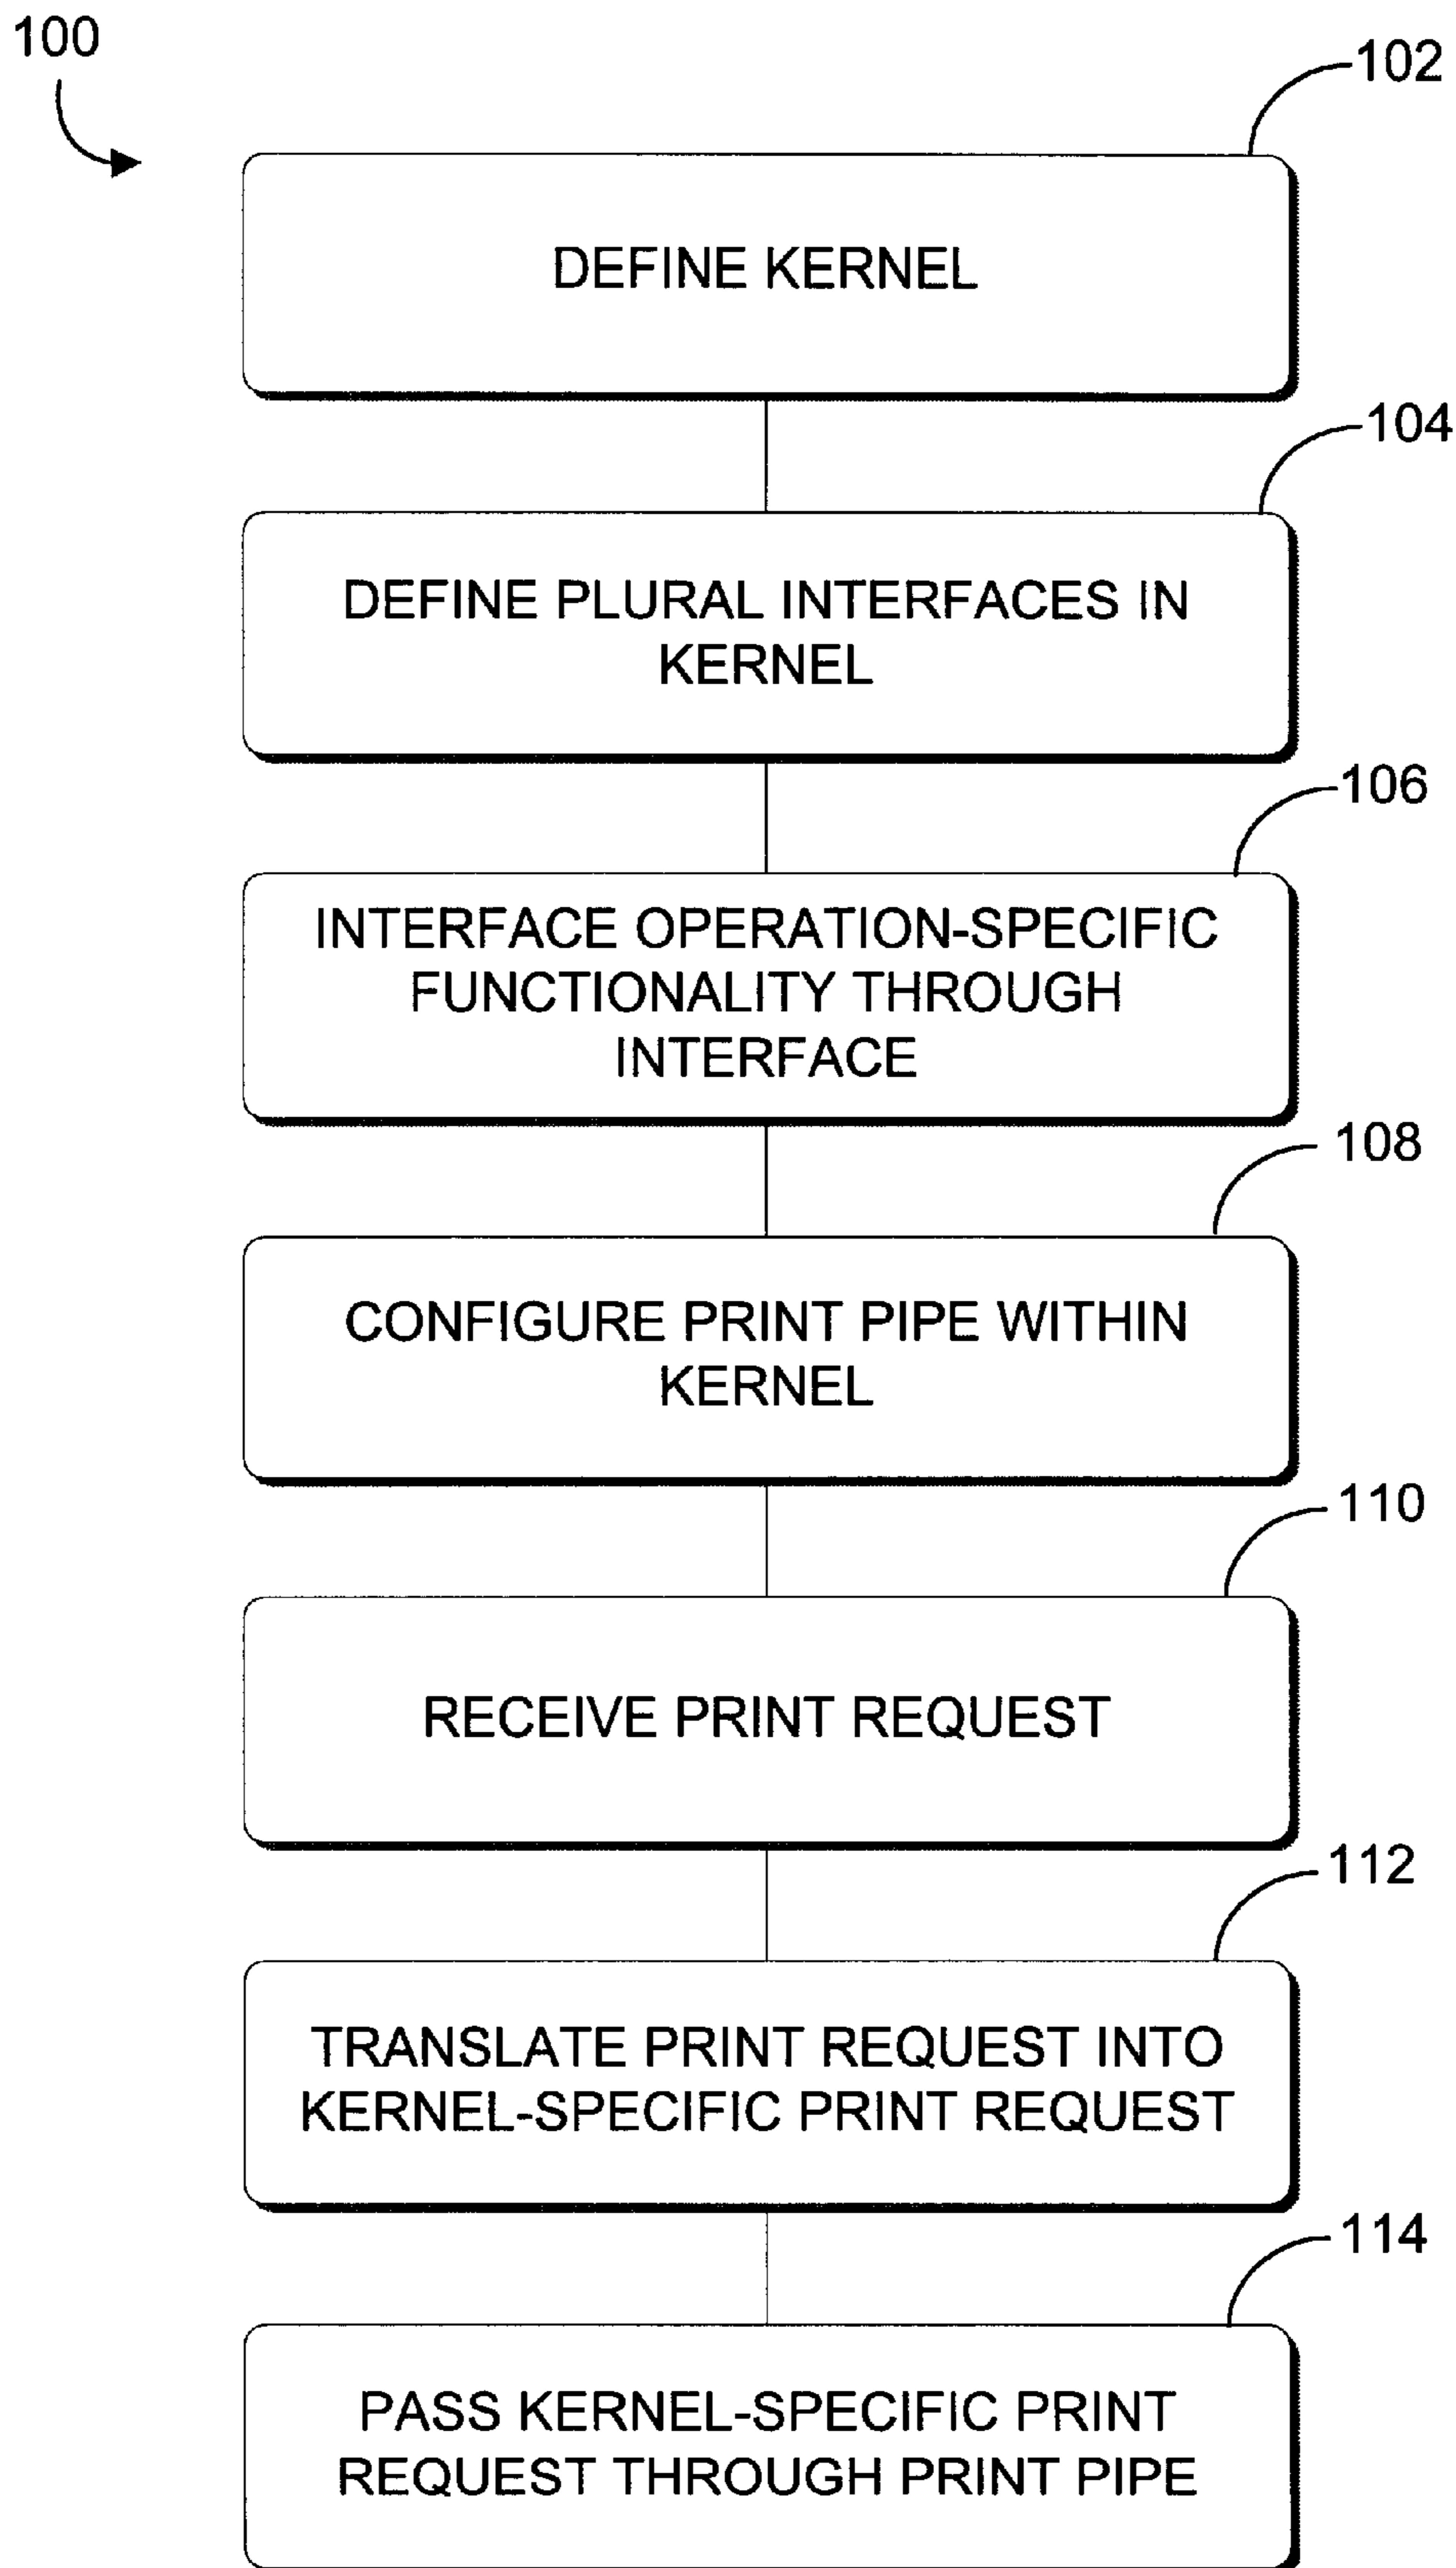 100
102
DEFINE KERNEL
104
DEFINE PLURAL INTERFACES IN
KERNEL
106
INTERFACE OPERATION-SPECIFIC
FUNCTIONALITY THROUGH
INTERFACE
108
CONFIGURE PRINT PIPE WITHIN
KERNEL
110
RECEIVE PRINT REQUEST
112
TRANSLATE PRINT REQUEST INTO
KERNEL-SPECIFIC PRINT REQUEST
114
PASS KERNEL-SPECIFIC PRINT
REQUEST THROUGH PRINT PIPE